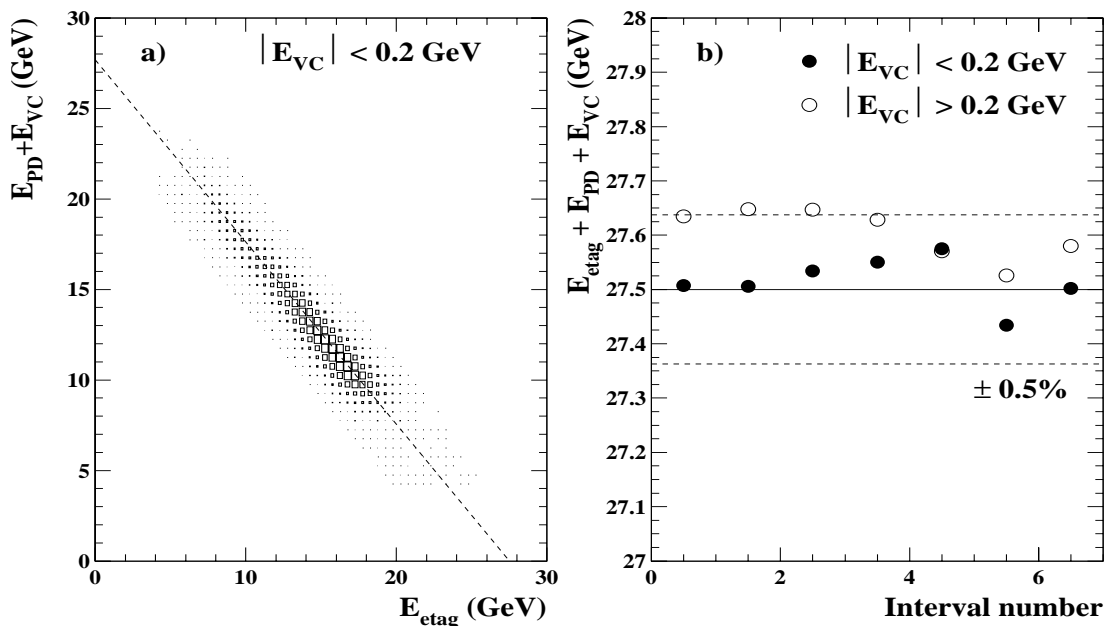 a) |E_VC| < 0.2 GeV
E_PD+E_VC (GeV)
30
25
20
15
10
5
0
0 10 20 30
E_etag (GeV)
b) |E_VC| < 0.2 GeV
|E_VC| > 0.2 GeV
E_etag + E_PD + E_VC (GeV)
28
27.9
27.8
27.7
27.6
27.5
27.4
27.3
27.2
27.1
27
± 0.5%
0 2 4 6
Interval number